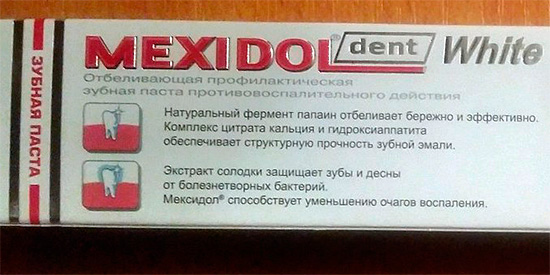 ЗУБНАЯ ПАСТА
MEXIDOL® dent White
Отбеливающая профилактическая
зубная паста противовоспалительного действия
Натуральный фермент папаин отбеливает бережно и эффективно.
Комплекс цитрата кальция и гидроксиаппатита
обеспечивает структурную прочность зубной эмали.
Экстракт солодки защищает зубы и десны
от болезнетворных бактерий.
Мексидол® способствует уменьшению очагов воспаления.